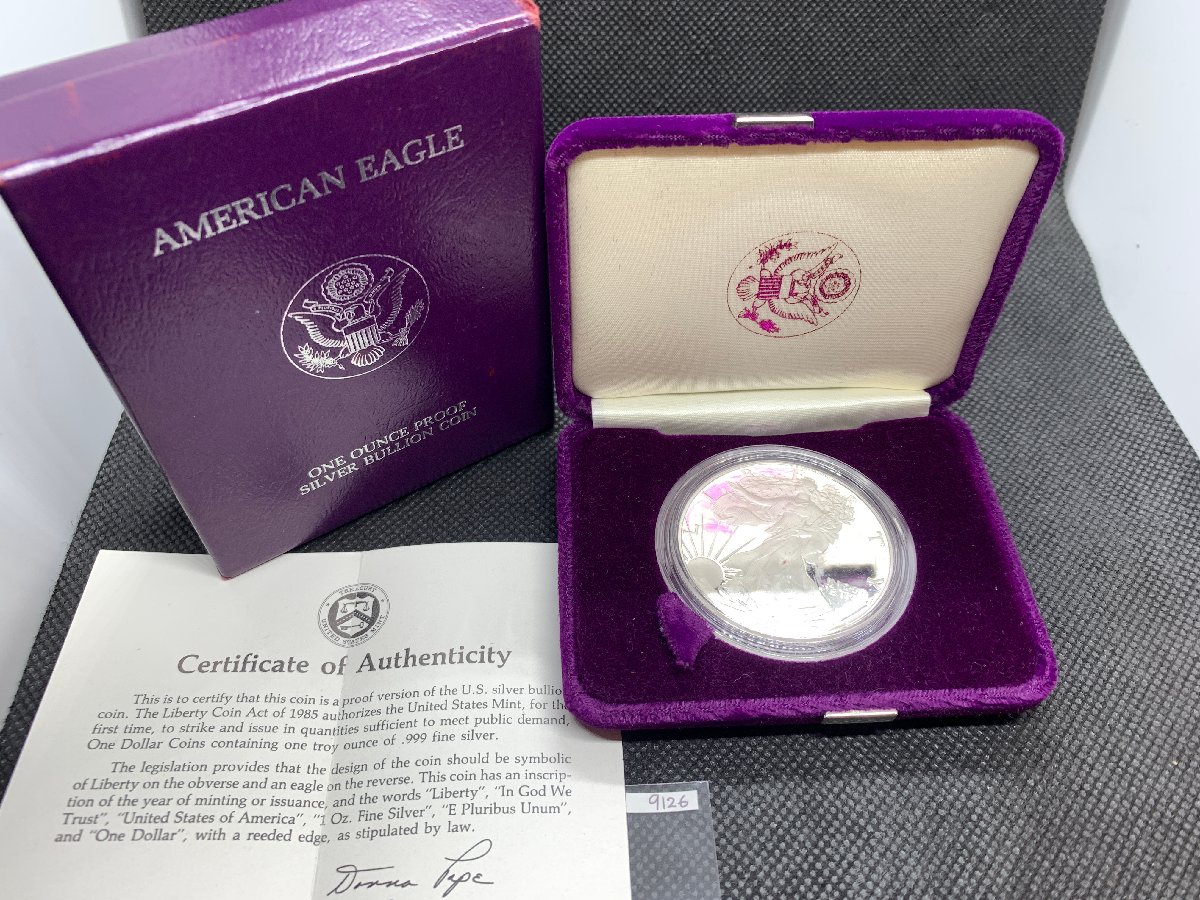 AMERICAN EAGLE
ONE OUNCE PROOF
SILVER BULLION COIN
TREASURY
UNITED STATES MINT
Certificate of Authenticity
This is to certify that this coin is a proof version of the U.S. silver bullio
coin. The Liberty Coin Act of 1985 authorizes the United States Mint, for the
first time, to strike and issue in quantities sufficient to meet public demand,
One Dollar Coins containing one troy ounce of .999 fine silver.
The legislation provides that the design of the coin should be symbolic
of Liberty on the obverse and an eagle on the reverse. This coin has an inscrip-
tion of the year of minting or issuance, and the words "Liberty", "In God We
Trust", "United States of America", "1 Oz. Fine Silver", "E Pluribus Unum",
and "One Dollar", with a reeded edge, as stipulated by law.
Donna Pope
9126